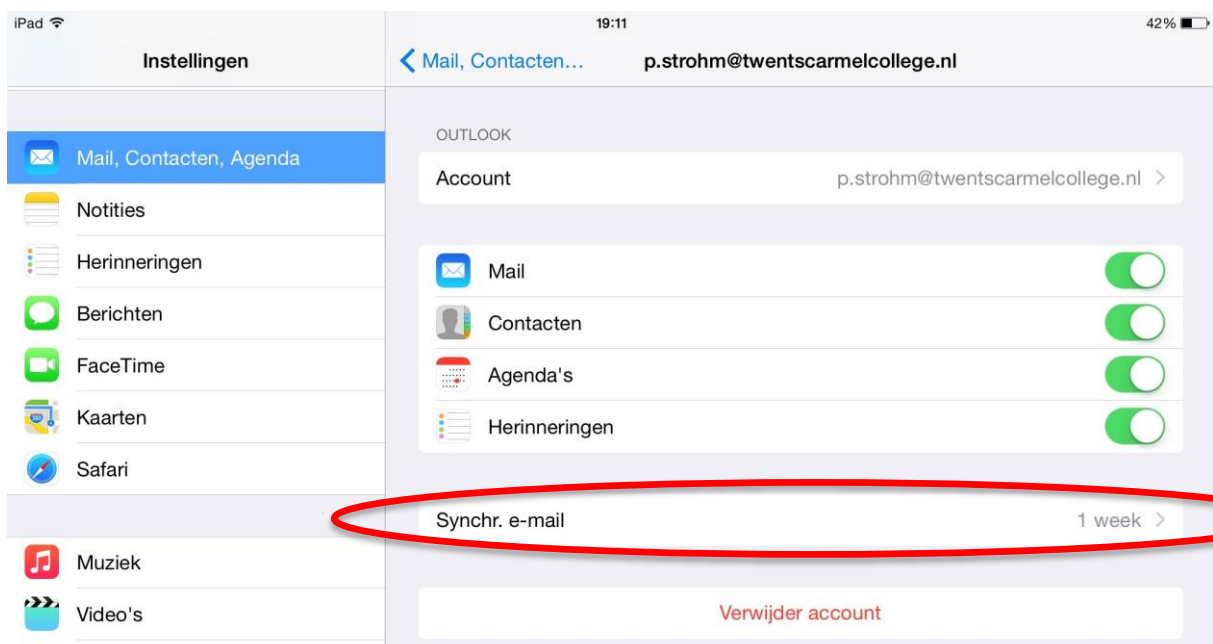 iPad 19:11 42%
Instellingen
Mail, Contacten… p.strohm@twentscarmelcollege.nl
Mail, Contacten, Agenda
Notities
Herinneringen
Berichten
FaceTime
Kaarten
Safari
Muziek
Video's
OUTLOOK
Account p.strohm@twentscarmelcollege.nl
Mail
Contacten
Agenda's
Herinneringen
Synchr. e-mail 1 week
Verwijder account